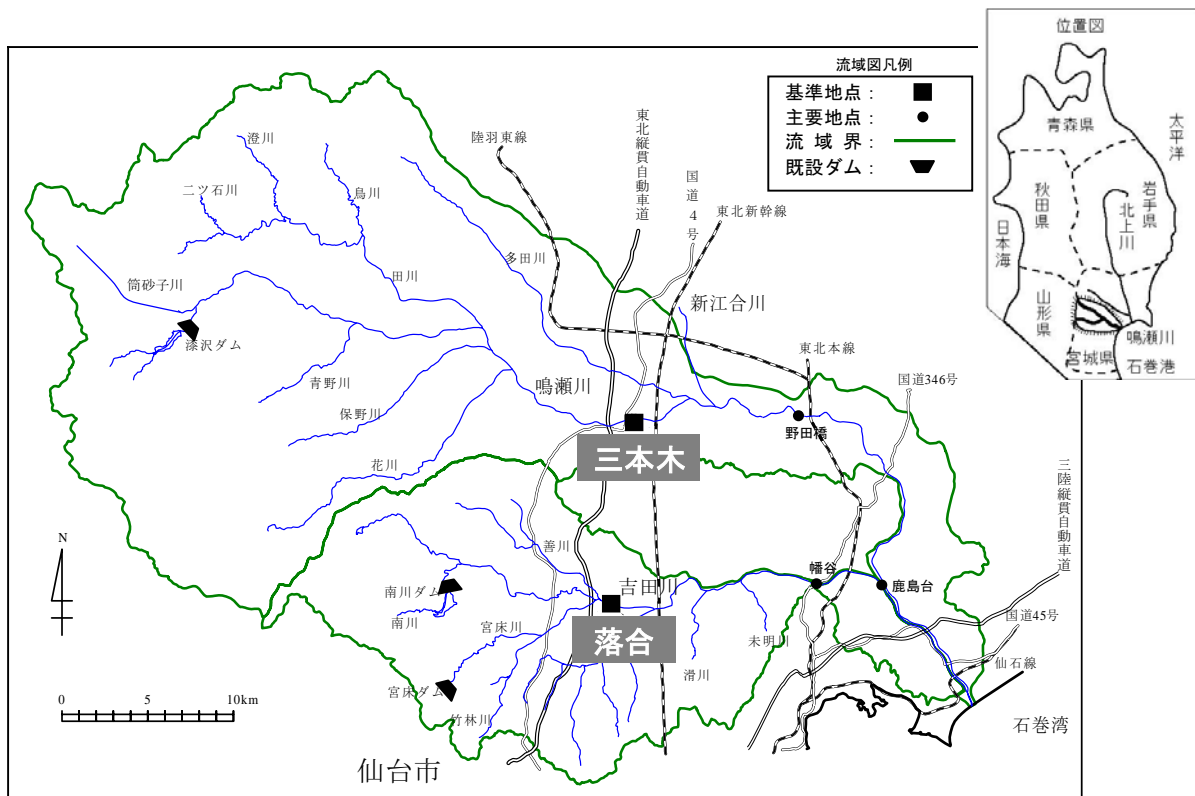 位置図
青森県
太平洋
秋田県
岩手県
北上川
日本海
山形県
宮城県
鳴瀬川
石巻港
流域図凡例
基準地点：
主要地点：
流域界：
既設ダム：
澄川
二ツ石川
鳥川
陸羽東線
東北縦貫自動車道
国道4号
東北新幹線
多田川
田川
新江合川
筒砂子川
漆沢ダム
青野川
保野川
花川
鳴瀬川
東北本線
国道346号
野田橋
三本木
三陸縦貫自動車道
N
善川
吉田川
幡谷
鹿島台
南川ダム
南川
宮床川
落合
未明川
滑川
国道45号
仙石線
宮床ダム
竹林川
0 5 10km
石巻湾
仙台市